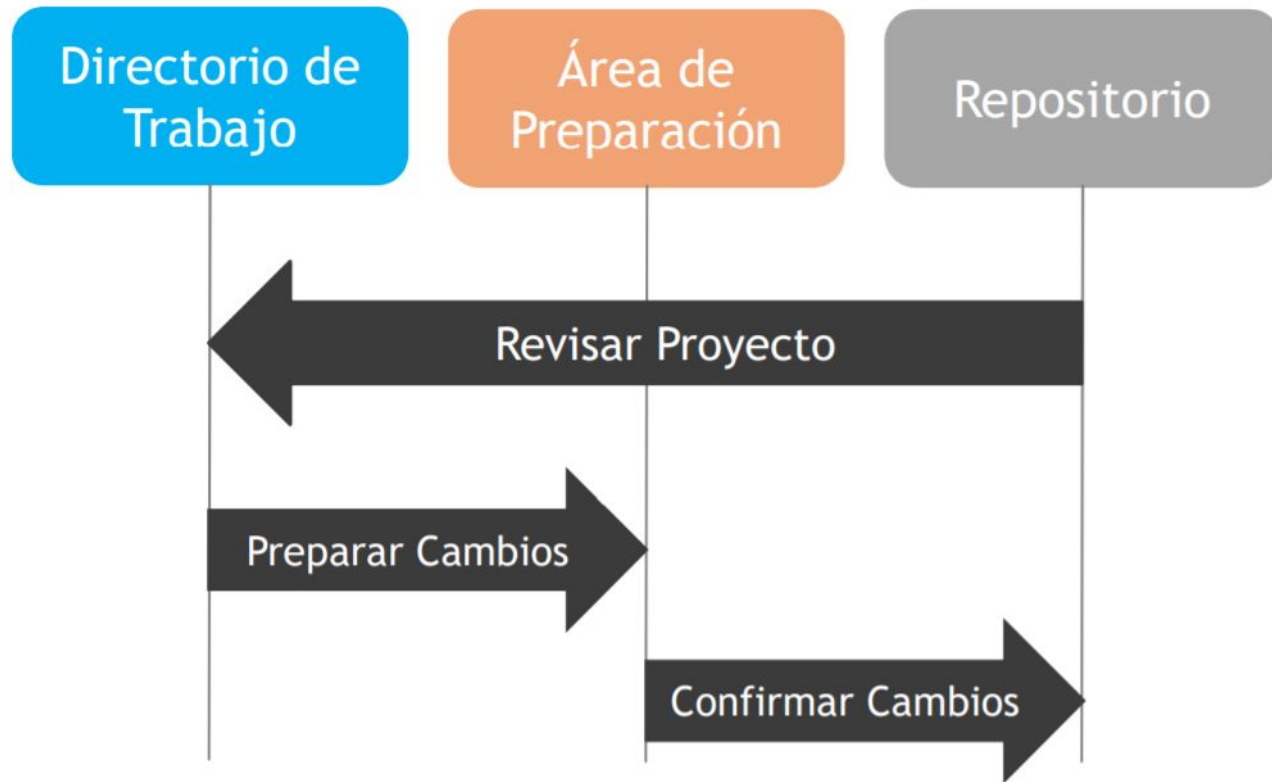 Directorio de
Trabajo
Área de
Preparación
Repositorio
Revisar Proyecto
Preparar Cambios
Confirmar Cambios